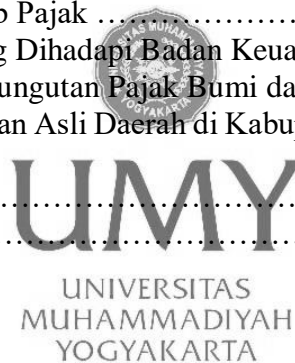 b Pajak ……………………
g Dihadapi Badan Keua
ungutan Pajak Bumi da
an Asli Daerah di Kabup
……………………………
……………………………
UMY
UNIVERSITAS
MUHAMMADIYAH
YOGYAKARTA